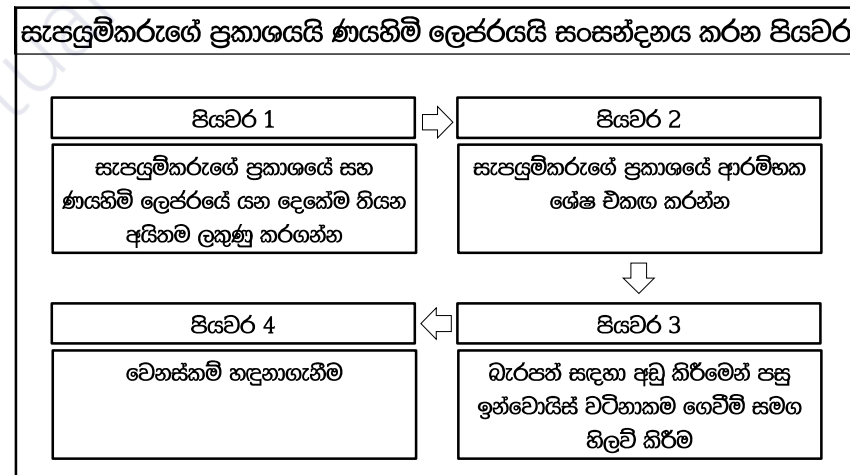 සැපයුම්කරුගේ ප්‍රකාශයයි ණයහිමි ලෙජරයයි සංසන්දනය කරන පියවර
පියවර 1
සැපයුම්කරුගේ ප්‍රකාශයේ සහ
ණයහිමි ලෙජරයේ යන දෙකේම තියන
අයිතම ලකුණු කරගන්න
පියවර 2
සැපයුම්කරුගේ ප්‍රකාශයේ ආරම්භක
ශේෂ එකඟ කරන්න
පියවර 3
බැරපත් සඳහා අඩු කිරීමෙන් පසු
ඉන්වොයිස් වටිනාකම ගෙවීම් සමග
හිලව් කිරීම
පියවර 4
වෙනස්කම් හඳුනාගැනීම